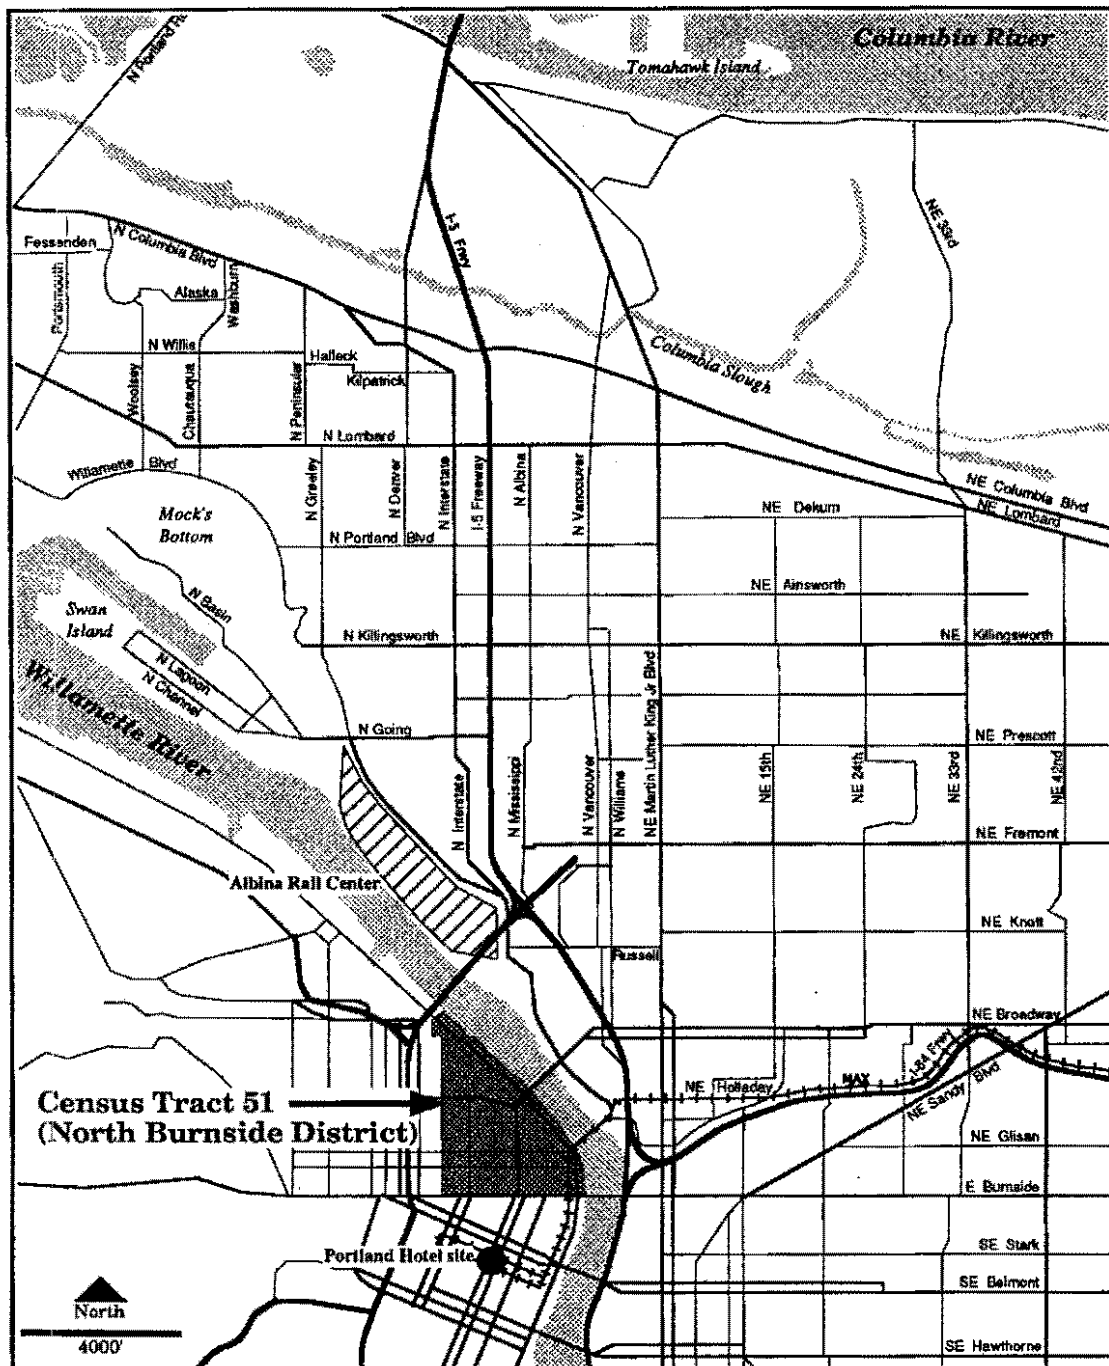 Columbia River
Tomahawk Island
N Portland Rd
I-5 Frwy
NE 33rd
Fessenden
N Columbia Blvd
Portsmouth
Alaska
Washburn
N Willis
Halleck
Kilpatrick
Columbia Slough
Woolsey
Chautauqua
N Peninsular
N Lombard
Willamette Blvd
N Greeley
N Denver
N Interstate
I-5 Freeway
N Albina
N Vancouver
NE Columbia Blvd
NE Lombard
NE Dekum
Mock's
Bottom
N Portland Blvd
N Basin
NE Ainsworth
Swan
Island
N Killingsworth
NE Killingsworth
N Lagoon
N Channel
Willamette River
N Going
NE Prescott
N Interstate
N Mississippi
N Vancouver
N Williams
NE Martin Luther King Jr Blvd
NE 15th
NE 24th
NE 33rd
NE 42nd
NE Fremont
Albina Rail Center
NE Knott
Russell
NE Broadway
I-84 Frwy
NE Holladay
MAX
NE Sandy Blvd
Census Tract 51
(North Burnside District)
NE Glisan
E Burnside
Portland Hotel site
SE Stark
SE Belmont
North
4000'
SE Hawthorne